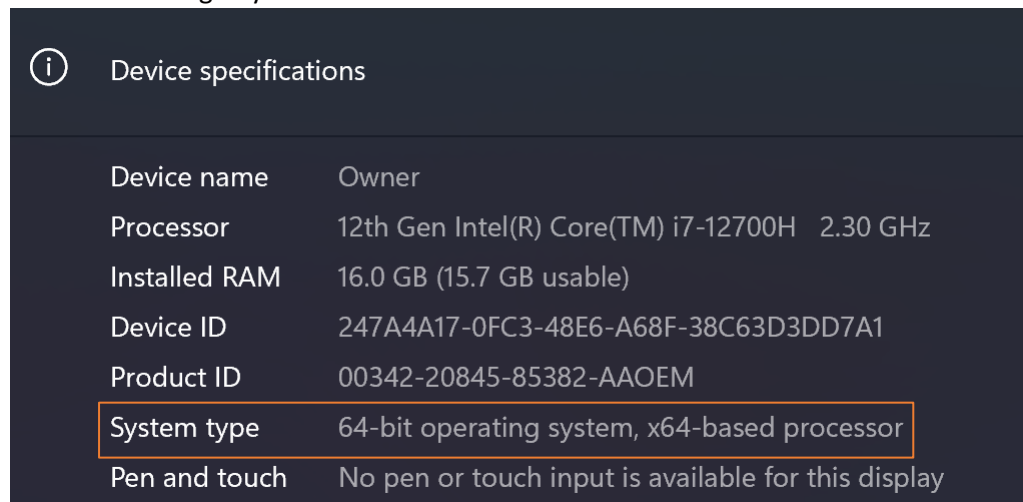 Device specifications
Device name Owner
Processor 12th Gen Intel(R) Core(TM) i7-12700H 2.30 GHz
Installed RAM 16.0 GB (15.7 GB usable)
Device ID 247A4A17-0FC3-48E6-A68F-38C63D3DD7A1
Product ID 00342-20845-85382-AAOEM
System type 64-bit operating system, x64-based processor
Pen and touch No pen or touch input is available for this display